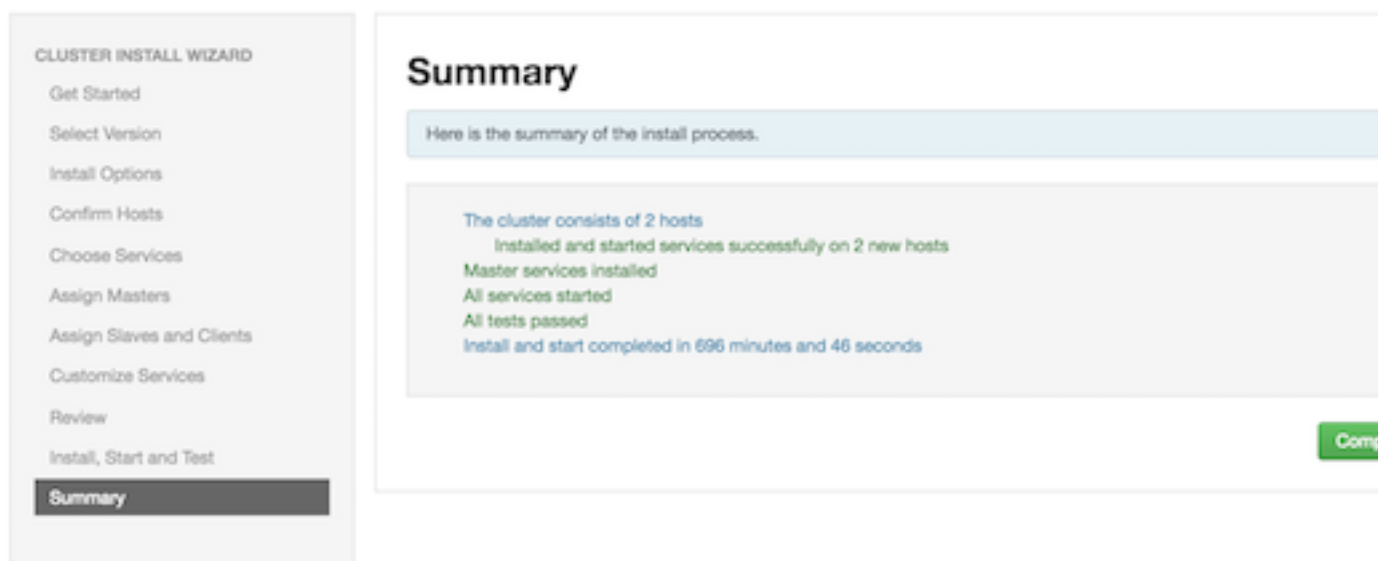 CLUSTER INSTALL WIZARD
Get Started
Select Version
Install Options
Confirm Hosts
Choose Services
Assign Masters
Assign Slaves and Clients
Customize Services
Review
Install, Start and Test
Summary
Summary
Here is the summary of the install process.
The cluster consists of 2 hosts
Installed and started services successfully on 2 new hosts
Master services installed
All services started
All tests passed
Install and start completed in 696 minutes and 46 seconds
Comp